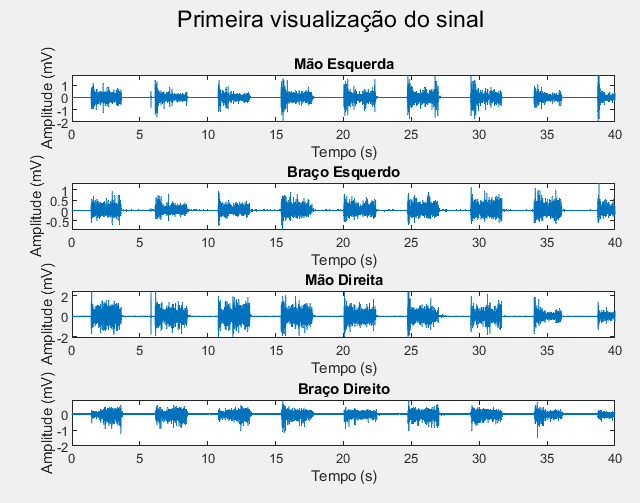 Primeira visualização do sinal
Mão Esquerda
Amplitude (mV)
1
0
-1
-2
0 5 10 15 20 25 30 35 40
Tempo (s)
Braço Esquerdo
Amplitude (mV)
1
0.5
0
-0.5
0 5 10 15 20 25 30 35 40
Tempo (s)
Mão Direita
Amplitude (mV)
2
0
-2
0 5 10 15 20 25 30 35 40
Tempo (s)
Braço Direito
Amplitude (mV)
0
-1
-2
0 5 10 15 20 25 30 35 40
Tempo (s)